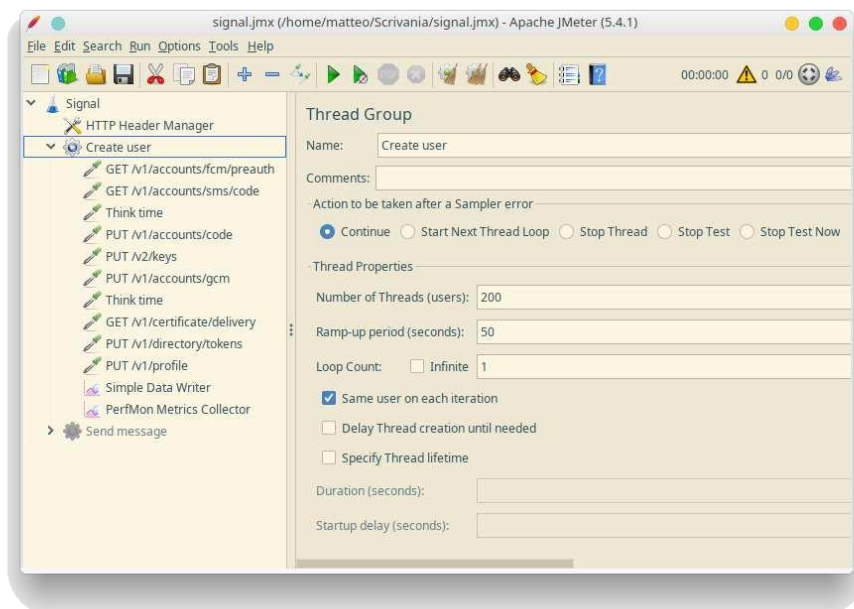 signal.jmx (/home/matteo/Scrivania/signal.jmx) - Apache JMeter (5.4.1)
File Edit Search Run Options Tools Help
00:00:00 0 0/0
Signal
HTTP Header Manager
Create user
GET /v1/accounts/fcm/preauth
GET /v1/accounts/sms/code
Think time
PUT /v1/accounts/code
PUT /v2/keys
PUT /v1/accounts/gcm
Think time
GET /v1/certificate/delivery
PUT /v1/directory/tokens
PUT /v1/profile
Simple Data Writer
PerfMon Metrics Collector
Send message
Thread Group
Name: Create user
Comments:
Action to be taken after a Sampler error
Continue Start Next Thread Loop Stop Thread Stop Test Stop Test Now
Thread Properties
Number of Threads (users): 200
Ramp-up period (seconds): 50
Loop Count: Infinite 1
Same user on each iteration
Delay Thread creation until needed
Specify Thread lifetime
Duration (seconds):
Startup delay (seconds):